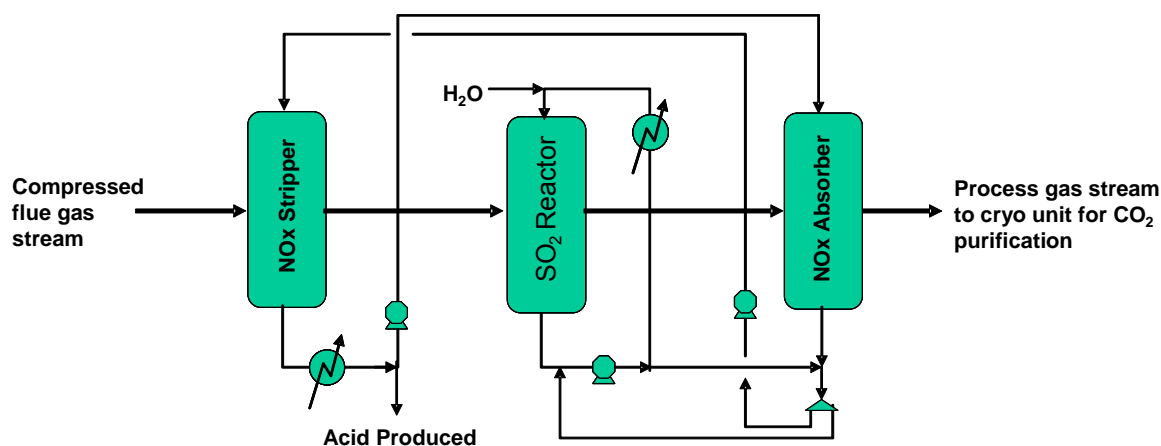 H₂O
Compressed
flue gas
stream
NOx Stripper
SO₂ Reactor
NOx Absorber
Process gas stream
to cryo unit for CO₂
purification
Acid Produced